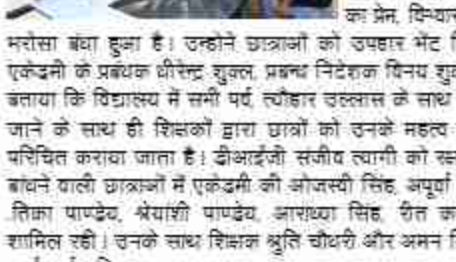 का प्रेम, विश्वास
भरोसा बंधा हुआ है। उन्होने छात्राओं को उपहार भेंट
एकेडमी के प्रबंधक धीरेन्द्र शुक्ल, प्रबन्ध निदेशक विनय
बताया कि विद्यालय में सभी पर्व, त्यौहार उल्लास के साथ
जाने के साथ ही शिक्षकों द्वारा छात्रों को उनके महत्व
परिचित कराया जाता है। डीआईजी संजीव त्यागी को
बांधने वाली छात्राओं में एकेडमी की ओजस्वी सिंह, अपूर्वा
तिका पाण्डेय, श्रेयांशी पाण्डेय, आराध्या सिंह, रीत
शामिल रही। उनके साथ शिक्षक श्रुति चौधरी और अमन